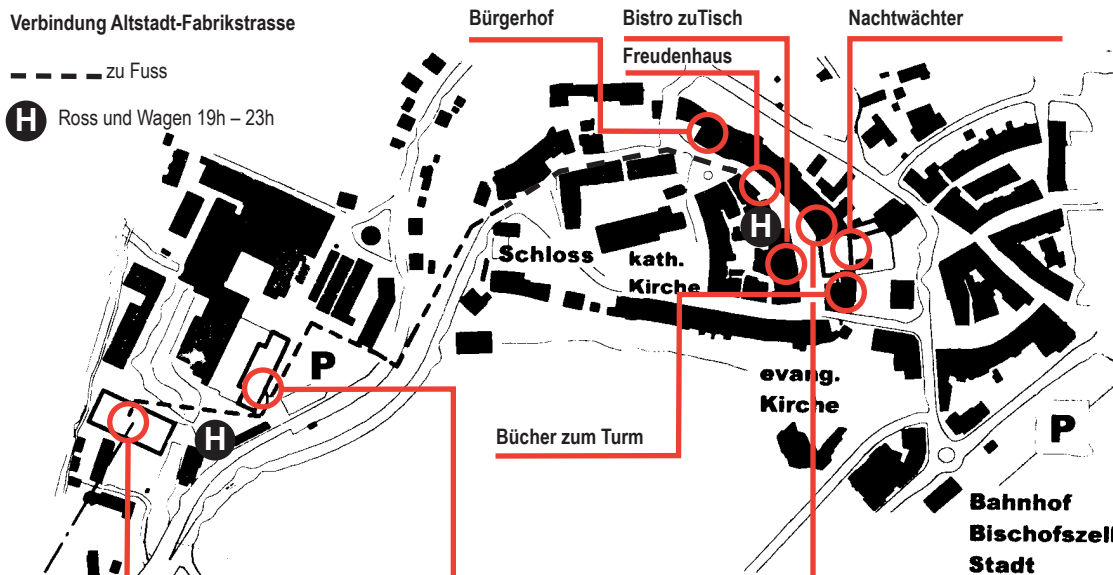 Verbindung Altstadt-Fabrikstrasse
zu Fuss
H Ross und Wagen 19h – 23h
Bürgerhof
Bistro zuTisch
Nachtwächter
Freudenhaus
H
Schloss
kath.
Kirche
P
evang.
Kirche
Bücher zum Turm
H
P
Bahnhof
Bischofszell
Stadt